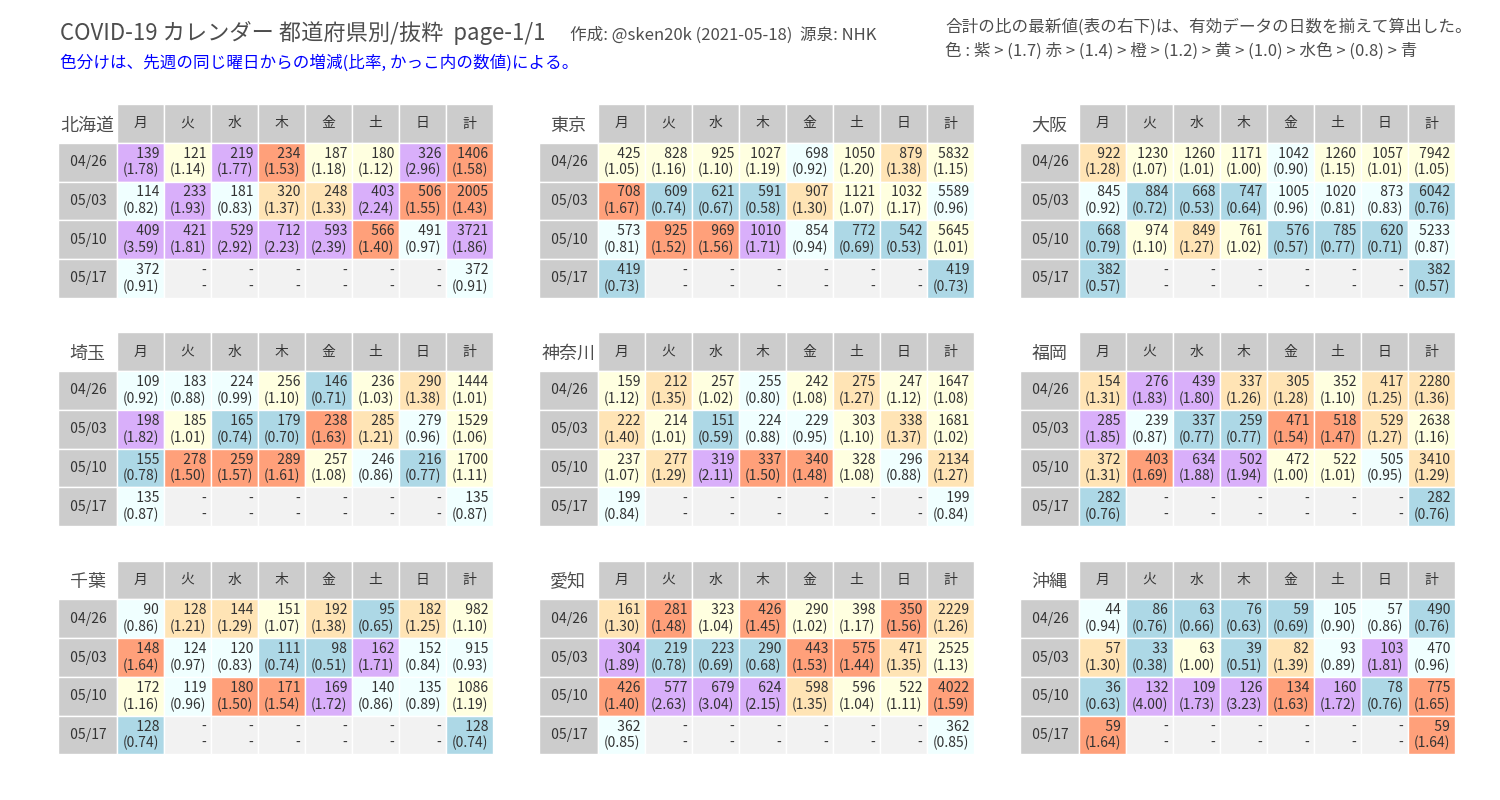 COVID-19 カレンダー 都道府県別/抜粋 page-1/1 作成: @sken20k (2021-05-18) 源泉: NHK
色分けは、先週の同じ曜日からの増減(比率, かっこ内の数値)による。
合計の比の最新値(表の右下)は、有効データの日数を揃えて算出した。
色 : 紫 > (1.7) 赤 > (1.4) > 橙 > (1.2) > 黄 > (1.0) > 水色 > (0.8) > 青
北海道 月 火 水 木 金 土 日 計
04/26 139 121 219 234 187 180 326 1406
(1.78) (1.14) (1.77) (1.53) (1.18) (1.12) (2.96) (1.58)
05/03 114 233 181 320 248 403 506 2005
(0.82) (1.93) (0.83) (1.37) (1.33) (2.24) (1.55) (1.43)
05/10 409 421 529 712 593 566 491 3721
(3.59) (1.81) (2.92) (2.23) (2.39) (1.40) (0.97) (1.86)
05/17 372 - - - - - - 372
(0.91) - - - - - - (0.91)
東京 月 火 水 木 金 土 日 計
04/26 425 828 925 1027 698 1050 879 5832
(1.05) (1.16) (1.10) (1.19) (0.92) (1.20) (1.38) (1.15)
05/03 708 609 621 591 907 1121 1032 5589
(1.67) (0.74) (0.67) (0.58) (1.30) (1.07) (1.17) (0.96)
05/10 573 925 969 1010 854 772 542 5645
(0.81) (1.52) (1.56) (1.71) (0.94) (0.69) (0.53) (1.01)
05/17 419 - - - - - - 419
(0.73) - - - - - - (0.73)
大阪 月 火 水 木 金 土 日 計
04/26 922 1230 1260 1171 1042 1260 1057 7942
(1.28) (1.07) (1.01) (1.00) (0.90) (1.15) (1.01) (1.05)
05/03 845 884 668 747 1005 1020 873 6042
(0.92) (0.72) (0.53) (0.64) (0.96) (0.81) (0.83) (0.76)
05/10 668 974 849 761 576 785 620 5233
(0.79) (1.10) (1.27) (1.02) (0.57) (0.77) (0.71) (0.87)
05/17 382 - - - - - - 382
(0.57) - - - - - - (0.57)
埼玉 月 火 水 木 金 土 日 計
04/26 109 183 224 256 146 236 290 1444
(0.92) (0.88) (0.99) (1.10) (0.71) (1.03) (1.38) (1.01)
05/03 198 185 165 179 238 285 279 1529
(1.82) (1.01) (0.74) (0.70) (1.63) (1.21) (0.96) (1.06)
05/10 155 278 259 289 257 246 216 1700
(0.78) (1.50) (1.57) (1.61) (1.08) (0.86) (0.77) (1.11)
05/17 135 - - - - - - 135
(0.87) - - - - - - (0.87)
神奈川 月 火 水 木 金 土 日 計
04/26 159 212 257 255 242 275 247 1647
(1.12) (1.35) (1.02) (0.80) (1.08) (1.27) (1.12) (1.08)
05/03 222 214 151 224 229 303 338 1681
(1.40) (1.01) (0.59) (0.88) (0.95) (1.10) (1.37) (1.02)
05/10 237 277 319 337 340 328 296 2134
(1.07) (1.29) (2.11) (1.50) (1.48) (1.08) (0.88) (1.27)
05/17 199 - - - - - - 199
(0.84) - - - - - - (0.84)
福岡 月 火 水 木 金 土 日 計
04/26 154 276 439 337 305 352 417 2280
(1.31) (1.83) (1.80) (1.26) (1.28) (1.10) (1.25) (1.36)
05/03 285 239 337 259 471 518 529 2638
(1.85) (0.87) (0.77) (0.77) (1.54) (1.47) (1.27) (1.16)
05/10 372 403 634 502 472 522 505 3410
(1.31) (1.69) (1.88) (1.94) (1.00) (1.01) (0.95) (1.29)
05/17 282 - - - - - - 282
(0.76) - - - - - - (0.76)
千葉 月 火 水 木 金 土 日 計
04/26 90 128 144 151 192 95 182 982
(0.86) (1.21) (1.29) (1.07) (1.38) (0.65) (1.25) (1.10)
05/03 148 124 120 111 98 162 152 915
(1.64) (0.97) (0.83) (0.74) (0.51) (1.71) (0.84) (0.93)
05/10 172 119 180 171 169 140 135 1086
(1.16) (0.96) (1.50) (1.54) (1.72) (0.86) (0.89) (1.19)
05/17 128 - - - - - - 128
(0.74) - - - - - - (0.74)
愛知 月 火 水 木 金 土 日 計
04/26 161 281 323 426 290 398 350 2229
(1.30) (1.48) (1.04) (1.45) (1.02) (1.17) (1.56) (1.26)
05/03 304 219 223 290 443 575 471 2525
(1.89) (0.78) (0.69) (0.68) (1.53) (1.44) (1.35) (1.13)
05/10 426 577 679 624 598 596 522 4022
(1.40) (2.63) (3.04) (2.15) (1.35) (1.04) (1.11) (1.59)
05/17 362 - - - - - - 362
(0.85) - - - - - - (0.85)
沖縄 月 火 水 木 金 土 日 計
04/26 44 86 63 76 59 105 57 490
(0.94) (0.76) (0.66) (0.63) (0.69) (0.90) (0.86) (0.76)
05/03 57 33 63 39 82 93 103 470
(1.30) (0.38) (1.00) (0.51) (1.39) (0.89) (1.81) (0.96)
05/10 36 132 109 126 134 160 78 775
(0.63) (4.00) (1.73) (3.23) (1.63) (1.72) (0.76) (1.65)
05/17 59 - - - - - - 59
(1.64) - - - - - - (1.64)